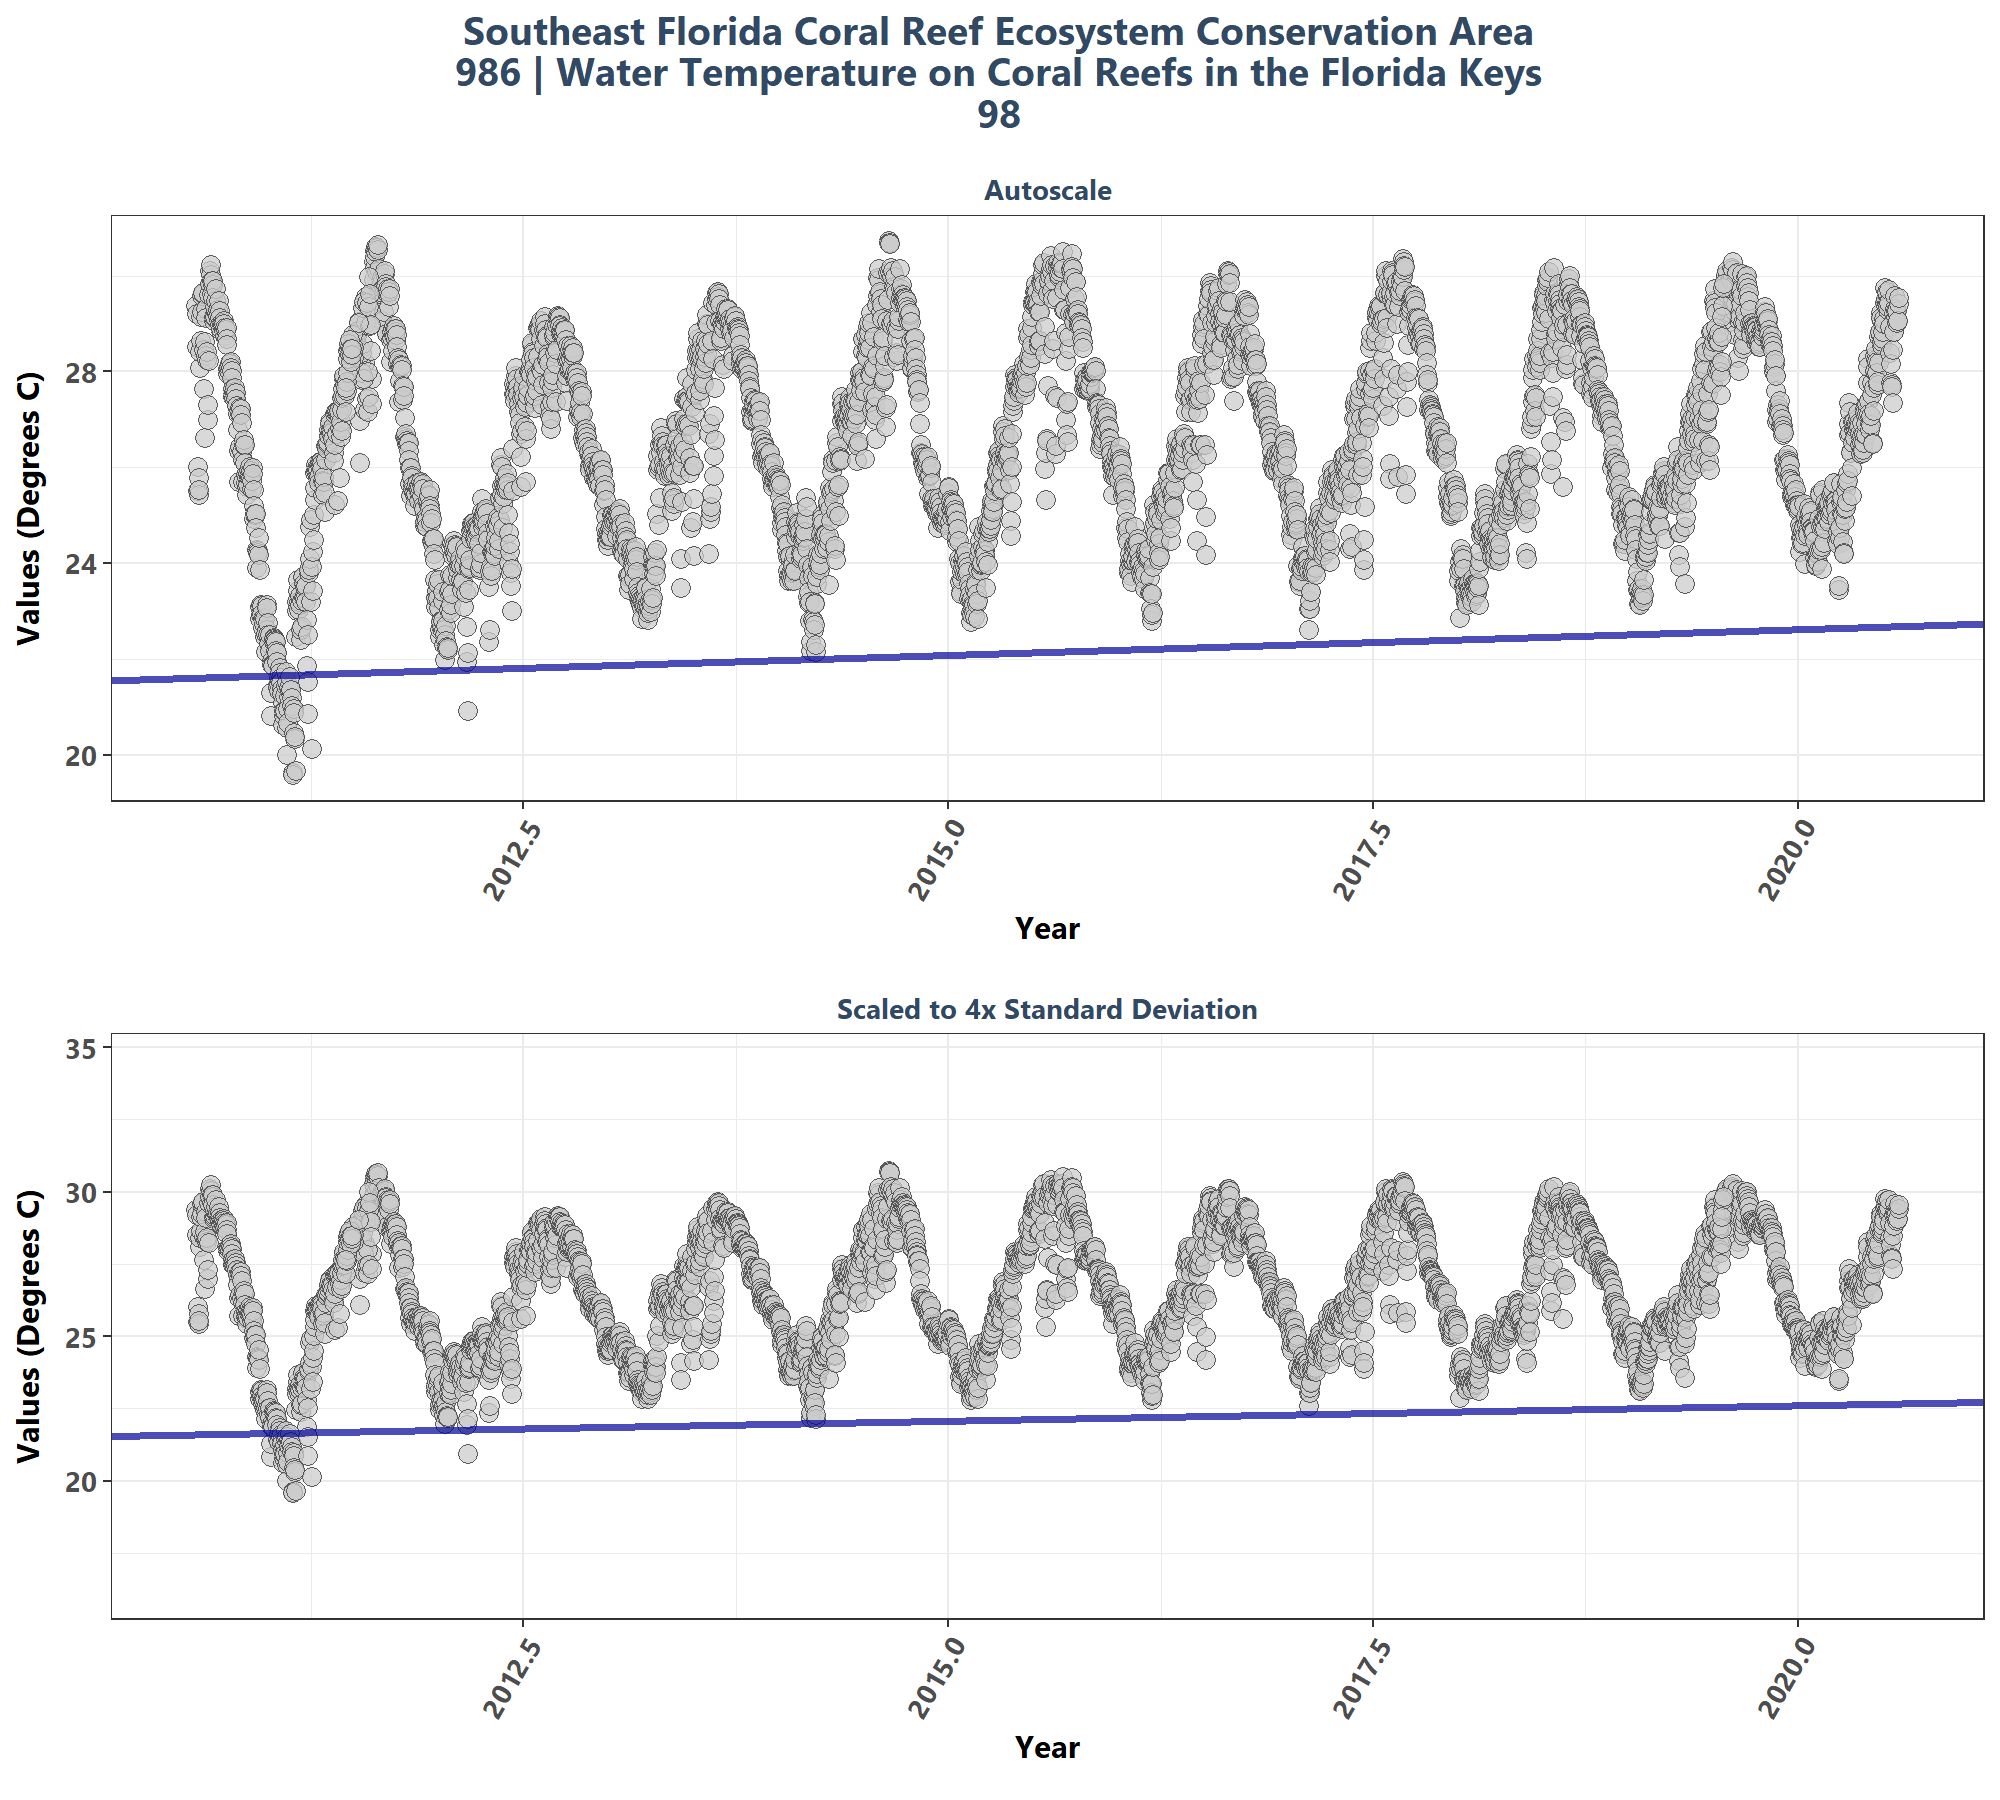 Southeast Florida Coral Reef Ecosystem Conservation Area
986 | Water Temperature on Coral Reefs in the Florida Keys
98
Autoscale
Values (Degrees C)
28
24
20
2012.5
2015.0
2017.5
2020.0
Year
Scaled to 4x Standard Deviation
Values (Degrees C)
35
30
25
20
2012.5
2015.0
2017.5
2020.0
Year